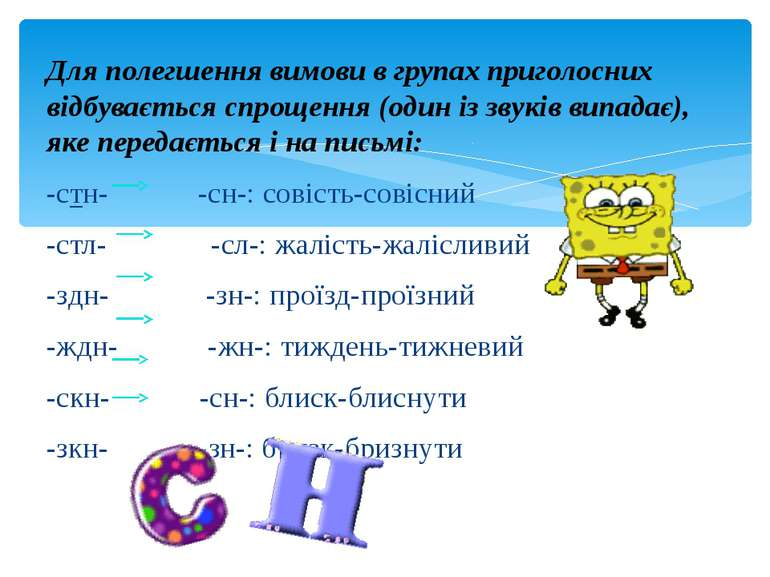 Для полегшення вимови в групах приголосних
відбувається спрощення (один із звуків випадає),
яке передається і на письмі:
-стн- -сн-: совість-совісний
-стл- -сл-: жалість-жалісливий
-здн- -зн-: проїзд-проїзний
-ждн- -жн-: тиждень-тижневий
-скн- -сн-: блиск-блиснути
-зкн- -зн-: бризк-бризнути
С Н